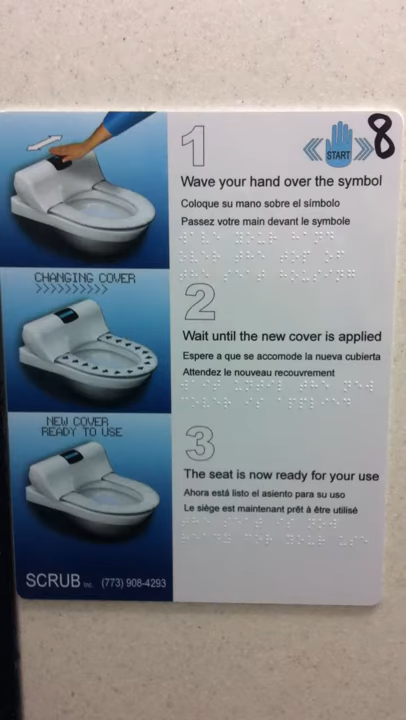 1
START
8
Wave your hand over the symbol
Coloque su mano sobre el símbolo
Passez votre main devant le symbole
CHANGING COVER
>>>>>>>>>>
2
Wait until the new cover is applied
Espere a que se accomode la nueva cubierta
Attendez le nouveau recouvrement
NEW COVER
READY TO USE
3
The seat is now ready for your use
Ahora está listo el asiento para su uso
Le siège est maintenant prêt à être utilisé
SCRUB Inc. (773) 908-4293